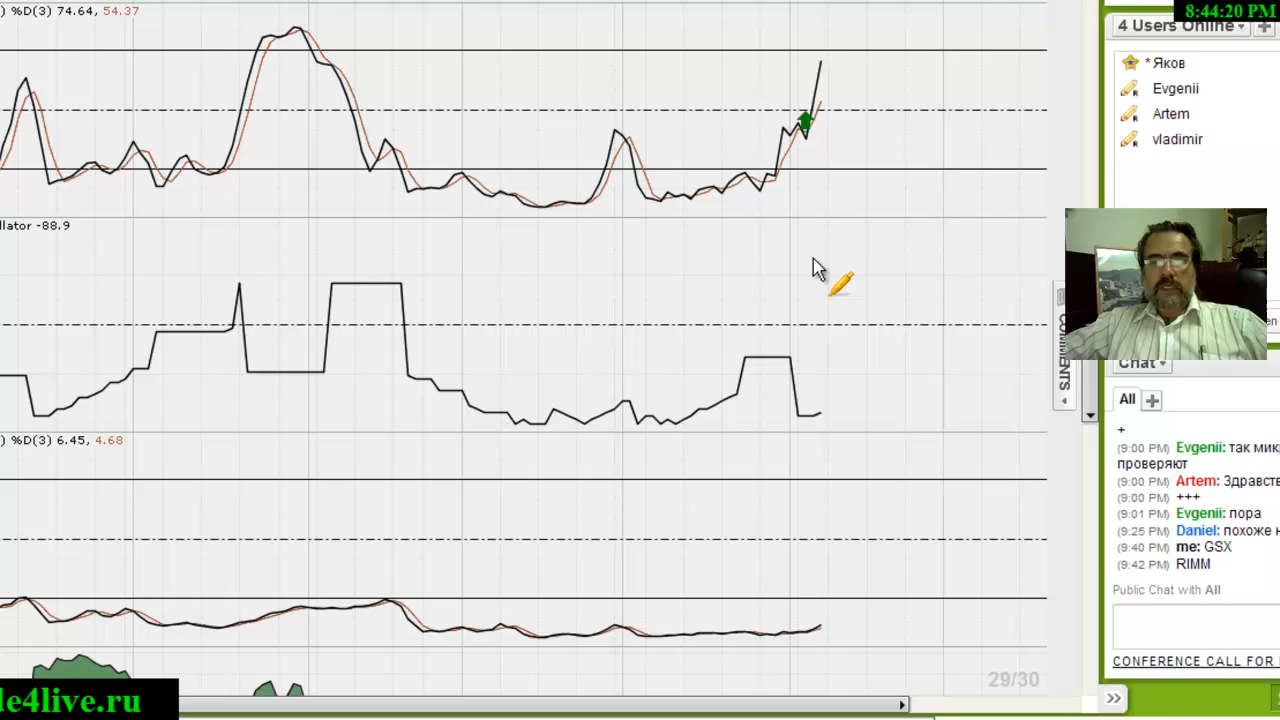 ) %D(3) 74.64, 54.37
8:44:20 PM
4 Users Online
* Яков
Evgenii
Artem
vladimir
llator -88.9
COMMENTS
en
Chat
All
+
(9:00 PM) Evgenii: так мик
проверяют
(9:00 PM) Artem: Здравств
(9:00 PM) +++
(9:01 PM) Evgenii: пора
(9:25 PM) Daniel: похоже н
(9:40 PM) me: GSX
(9:42 PM) RIMM
Public Chat with All
) %D(3) 6.45, 4.68
CONFERENCE CALL FOR
29/30
de4live.ru